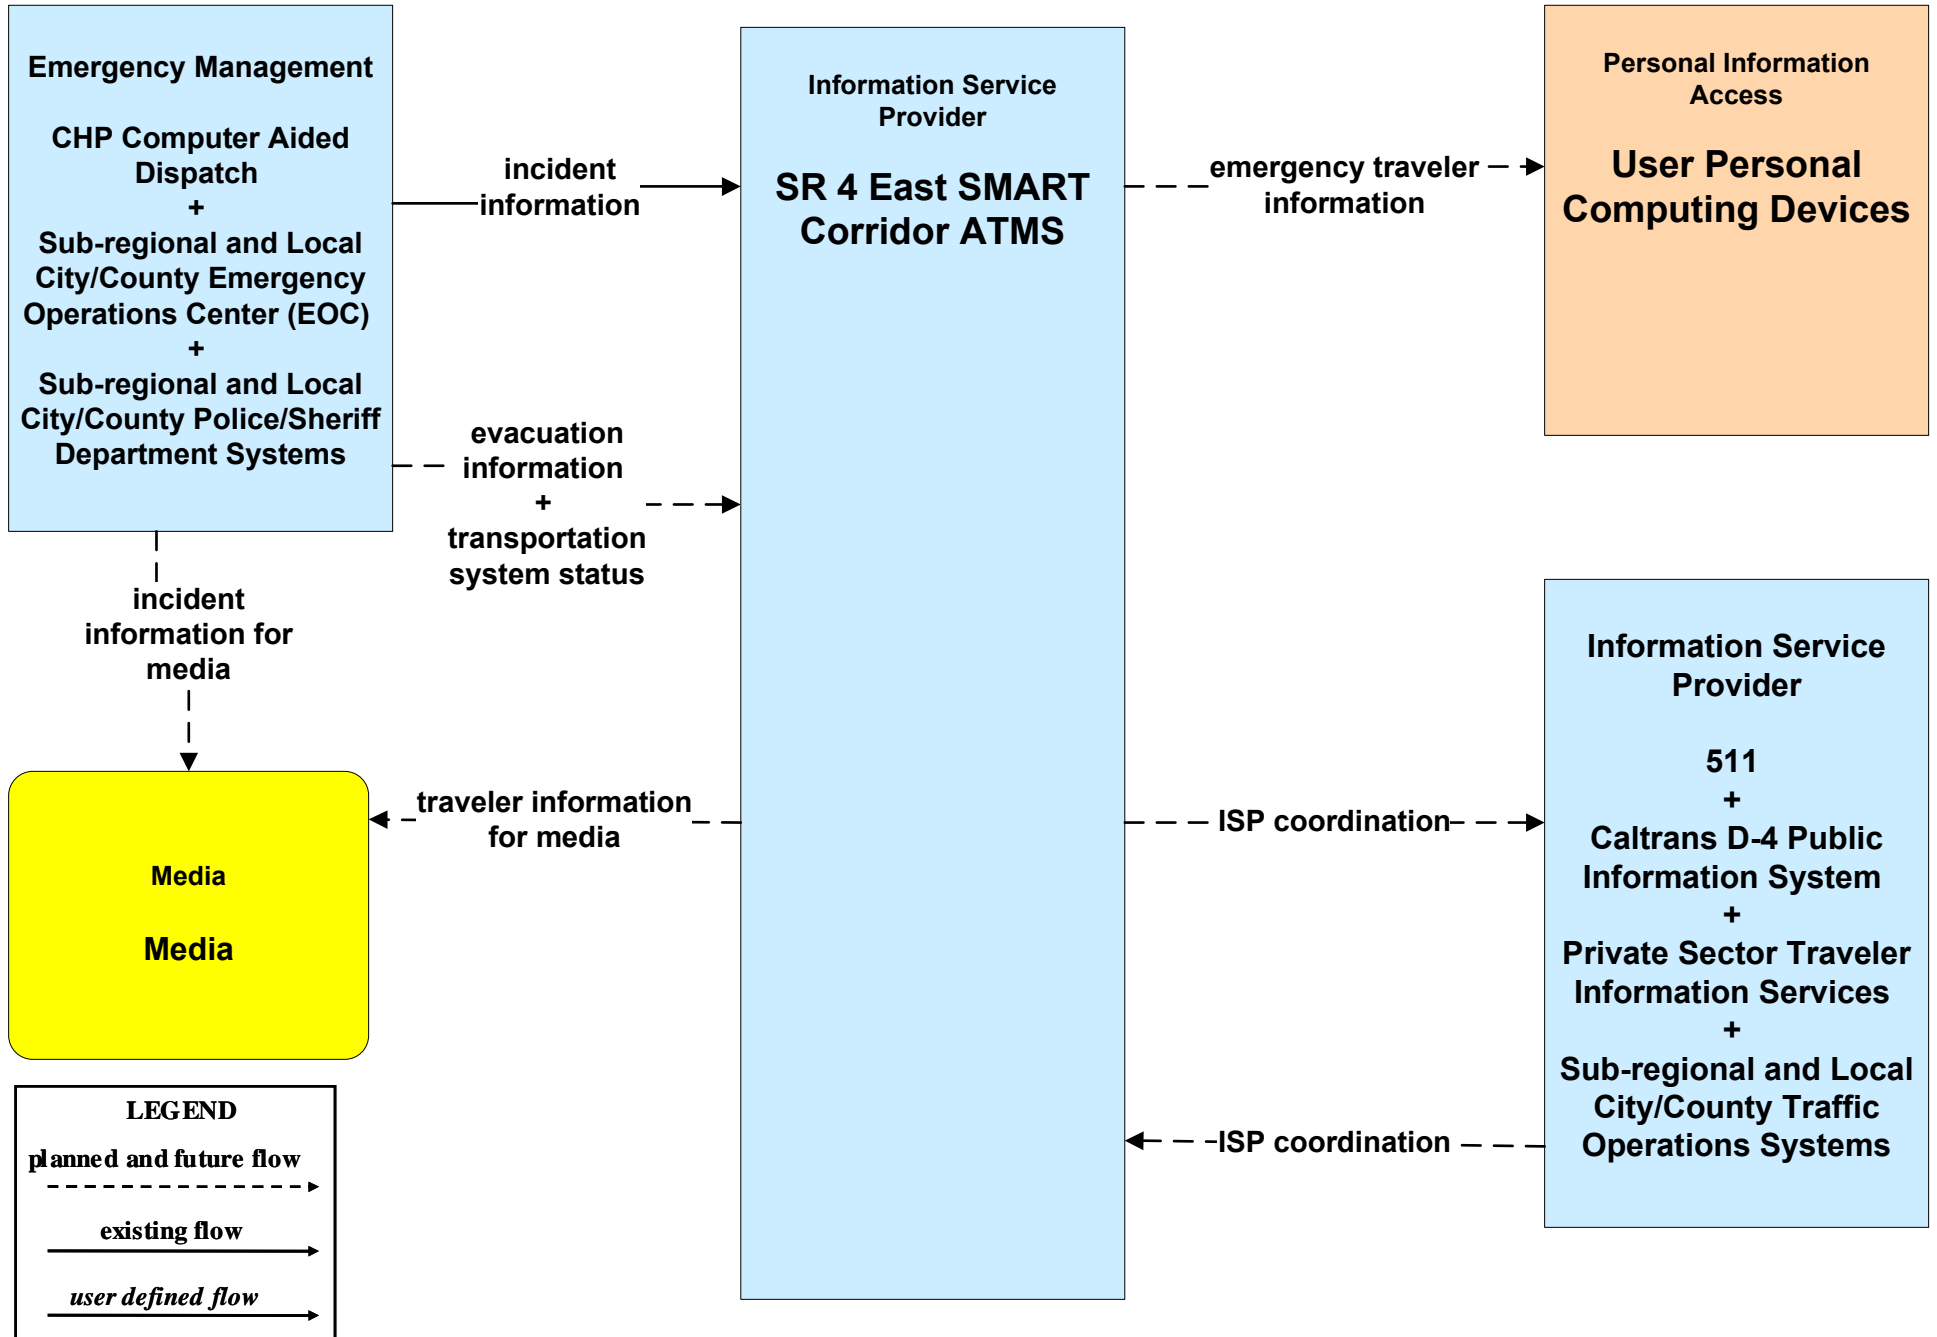 Emergency Management
CHP Computer Aided
Dispatch
+
Sub-regional and Local
City/County Emergency
Operations Center (EOC)
+
Sub-regional and Local
City/County Police/Sheriff
Department Systems
incident
information
evacuation
information
+
transportation
system status
incident
information for
media
Information Service
Provider
SR 4 East SMART
Corridor ATMS
emergency traveler
information
Personal Information
Access
User Personal
Computing Devices
Media
Media
traveler information
for media
ISP coordination
ISP coordination
Information Service
Provider
511
+
Caltrans D-4 Public
Information System
+
Private Sector Traveler
Information Services
+
Sub-regional and Local
City/County Traffic
Operations Systems
LEGEND
planned and future flow
existing flow
user defined flow